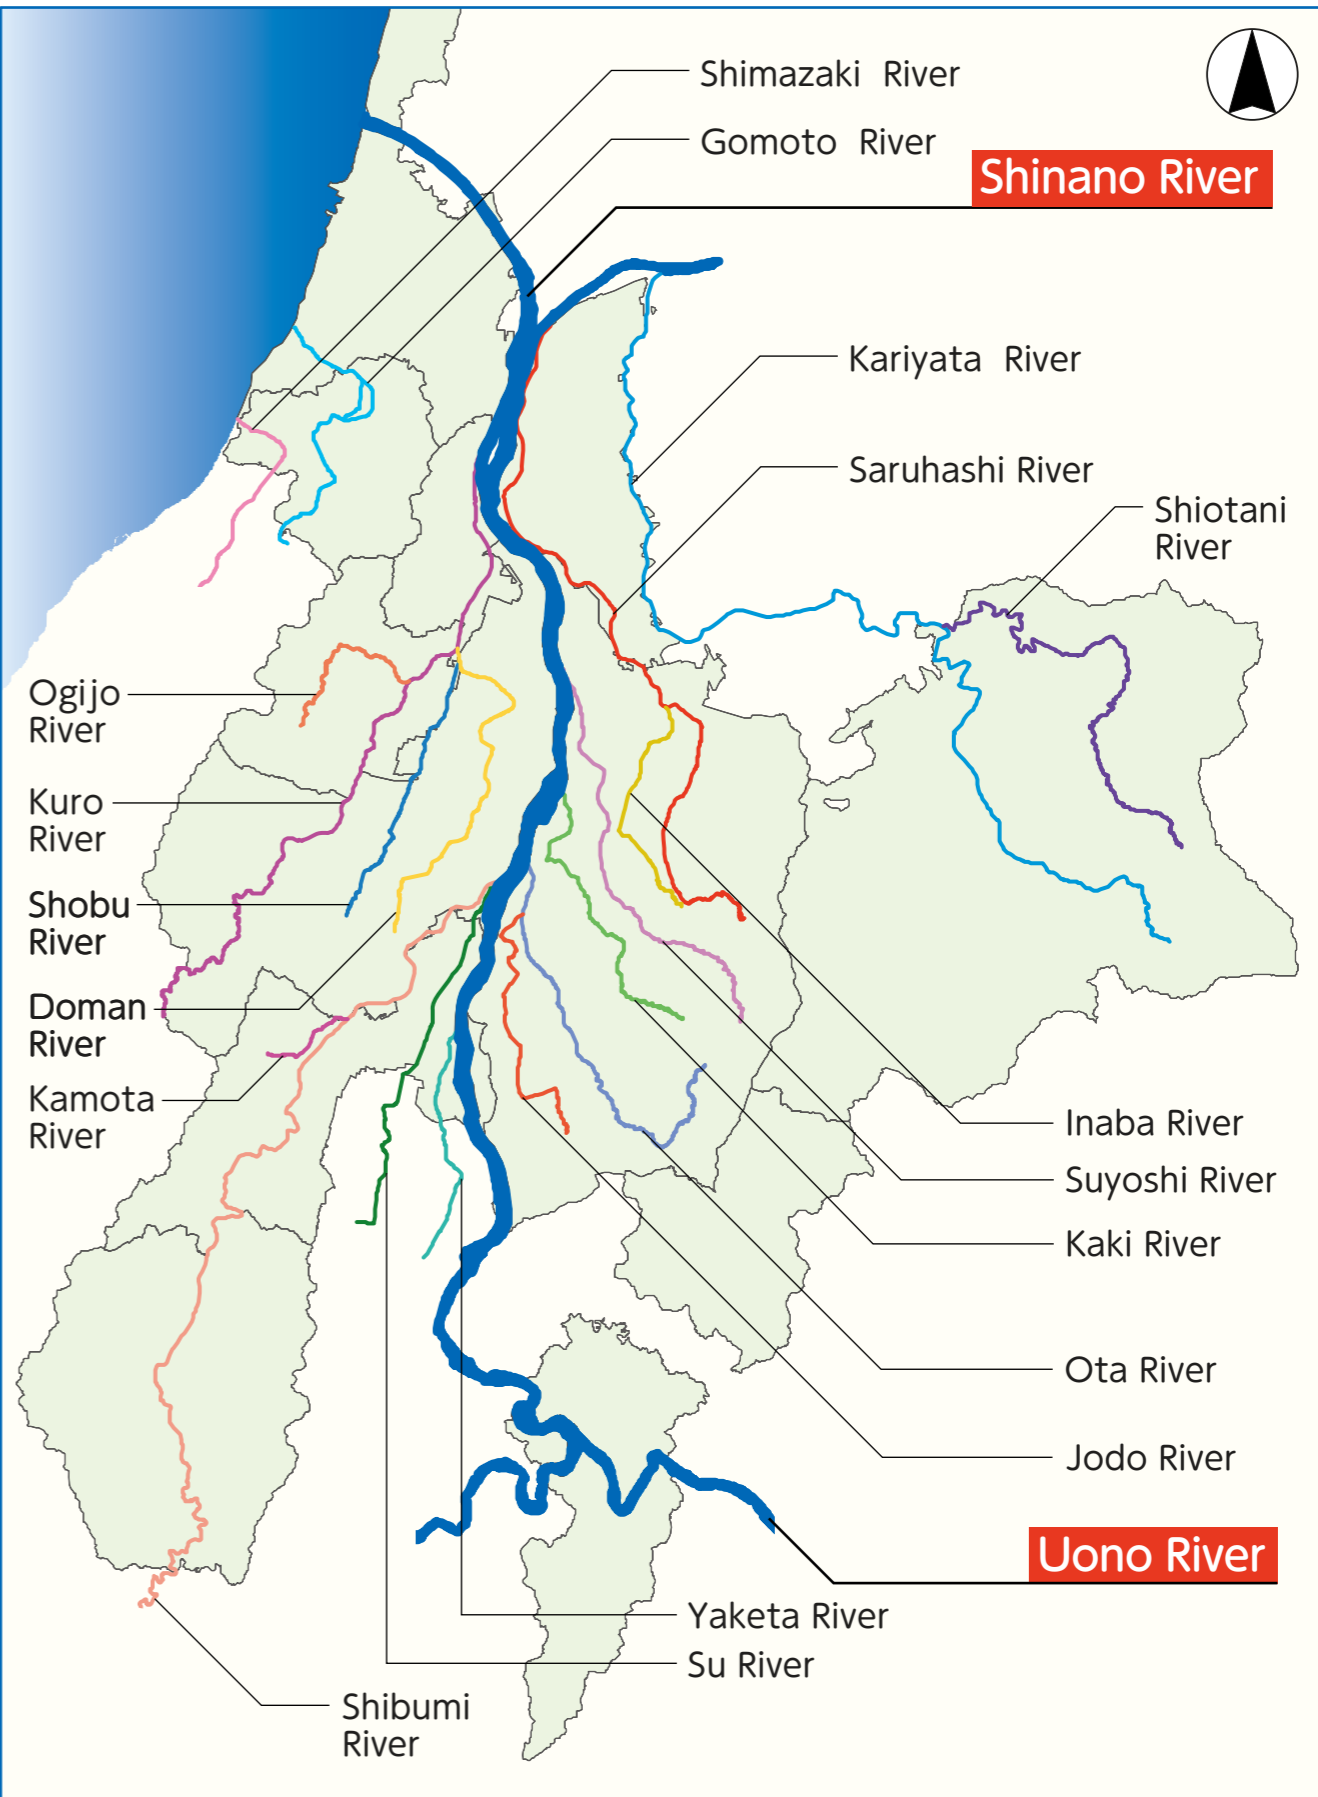 Shimazaki River
Gomoto River
Shinano River
Kariyata River
Saruhashi River
Shiotani
River
Ogijo
River
Kuro
River
Shobu
River
Doman
River
Kamota
River
Inaba River
Suyoshi River
Kaki River
Ota River
Jodo River
Uono River
Yaketa River
Su River
Shibumi
River